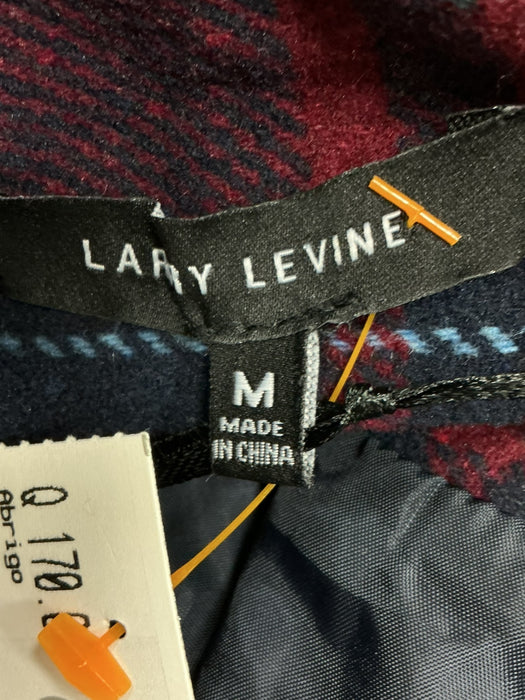 LARRY LEVINE
M
MADE
IN CHINA
Q 170.
Abrigo